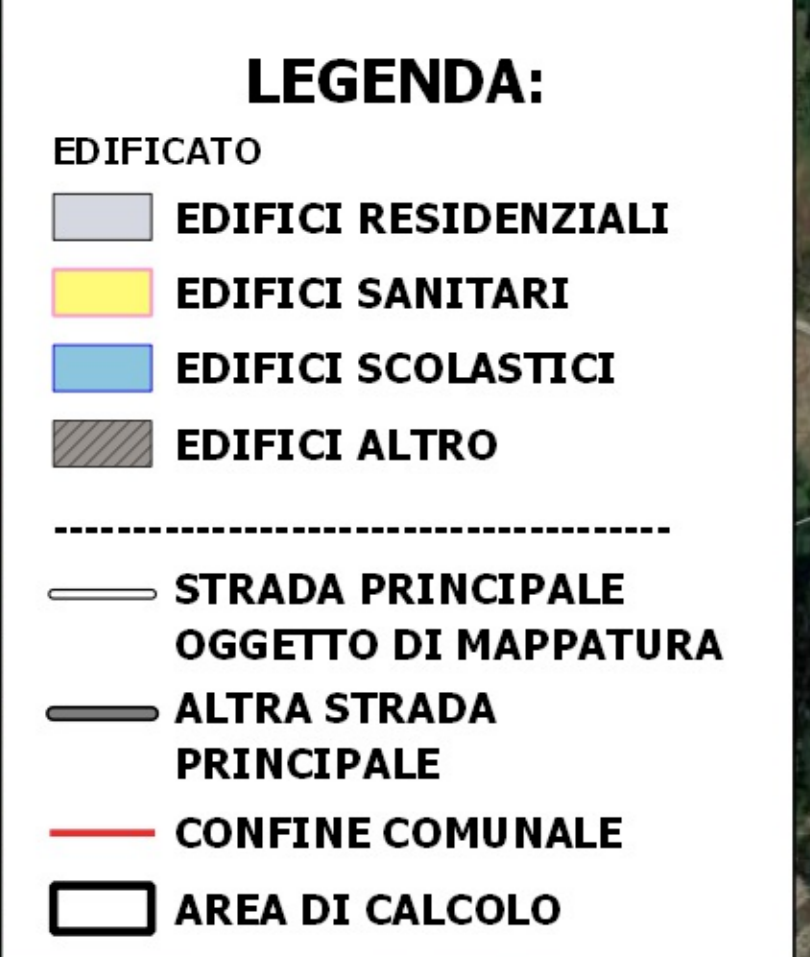 LEGENDA:
EDIFICATO
EDIFICI RESIDENZIALI
EDIFICI SANITARI
EDIFICI SCOLASTICI
EDIFICI ALTRO
---------------------------------------
STRADA PRINCIPALE
OGGETTO DI MAPPATURA
ALTRA STRADA
PRINCIPALE
CONFINE COMUNALE
AREA DI CALCOLO